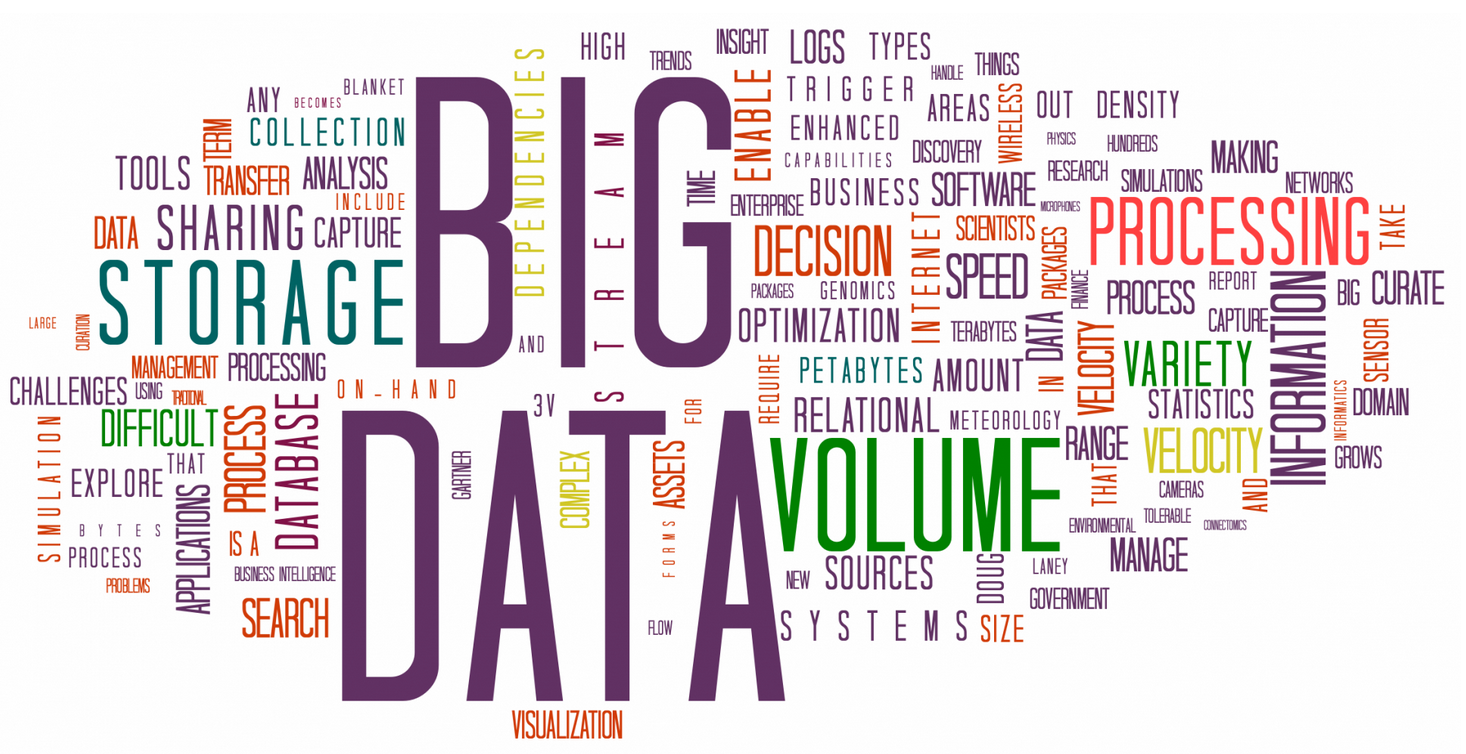 HIGH
TRENDS
INSIGHT
LOGS
TYPES
HANDLE
THINGS
BLANKET
ANY
BECOMES
COLLECTION
TERM
TOOLS
TRANSFER
ANALYSIS
INCLUDE
DATA
SHARING
CAPTURE
STORAGE
LARGE
CURATION
BIG
DEPENDENCIES
STREAM
TIME
AND
ENABLE
TRIGGER
AREAS
WIRELESS
OUT
DENSITY
ENHANCED
CAPABILITIES
DISCOVERY
PHYSICS
HUNDREDS
MAKING
RESEARCH
SIMULATIONS
NETWORKS
ENTERPRISE
BUSINESS
SOFTWARE
MICROPHONES
PROCESSING
TAKE
DECISION
INTERNET
SCIENTISTS
PACKAGES
SPEED
FINANCE
PACKAGES
GENOMICS
PROCESS
REPORT
INFORMATION
BIG
CURATE
OPTIMIZATION
TERABYTES
DATA
CAPTURE
SENSOR
VELOCITY
VARIETY
REQUIRE
PETABYTES
AMOUNT
IN
STATISTICS
INFORMATICS
DOMAIN
RELATIONAL
METEOROLOGY
RANGE
VELOCITY
GROWS
MANAGEMENT
PROCESSING
CHALLENGES
USING
ON-HAND
3V
FOR
DIFFICULT
PROCESS
DATABASE
SIMULATION
THAT
EXPLORE
APPLICATIONS
BYTES
IS A
PROCESS
PROBLEMS
BUSINESS INTELLIGENCE
SEARCH
DATA
GARTNER
COMPLEX
ASSETS
FORMS
FLOW
VOLUME
THAT
CAMERAS
AND
TOLERABLE
ENVIRONMENTAL
CONNECTOMICS
MANAGE
NEW
SOURCES
DOUG
LANEY
GOVERNMENT
SYSTEMS
SIZE
VISUALIZATION